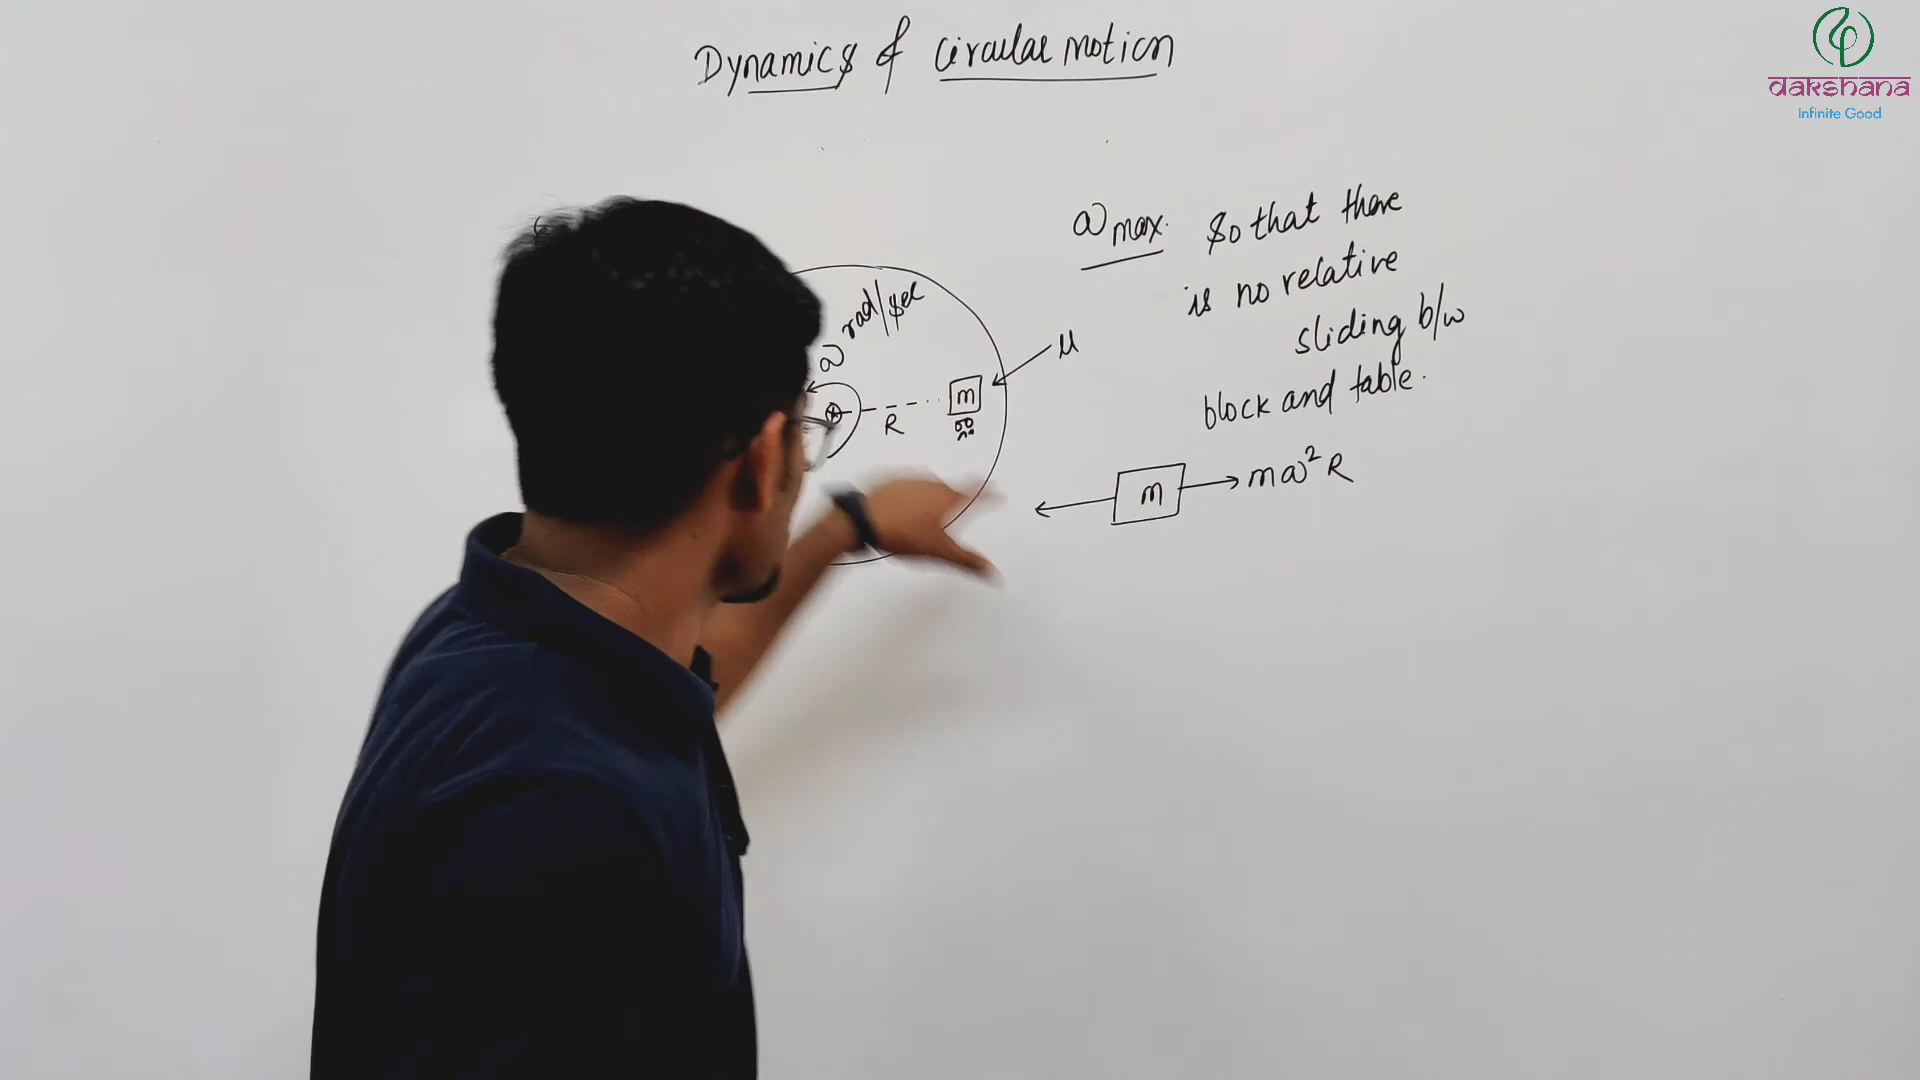 Dynamics of circular motion
dakshana
Infinite Good
ω max. so that there
is no relative
sliding b/w
block and table.
ω rad/sec
μ
m
R
m
mω²R